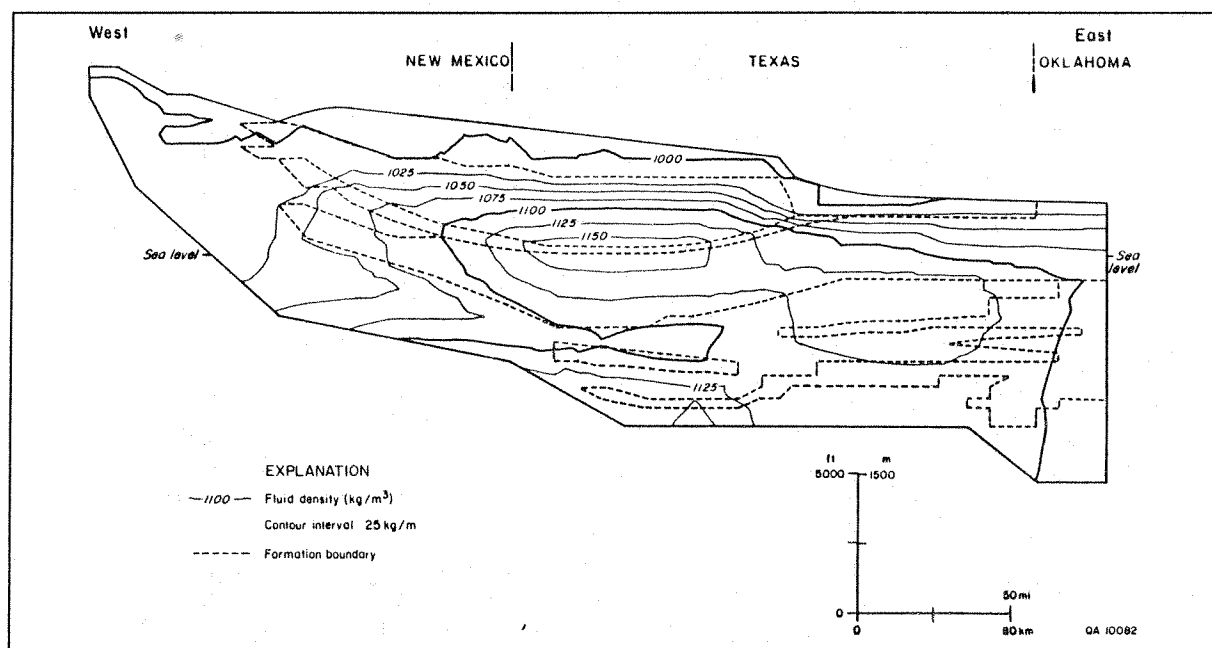 West
East
NEW MEXICO
TEXAS
OKLAHOMA
1000
1025
1050
1075
1100
1125
1150
Sea level
Sea level
1125
EXPLANATION
1100 Fluid density (kg/m³)
Contour interval 25 kg/m
Formation boundary
ft m
5000 1500
0
50 mi
0 80 km
QA 10082